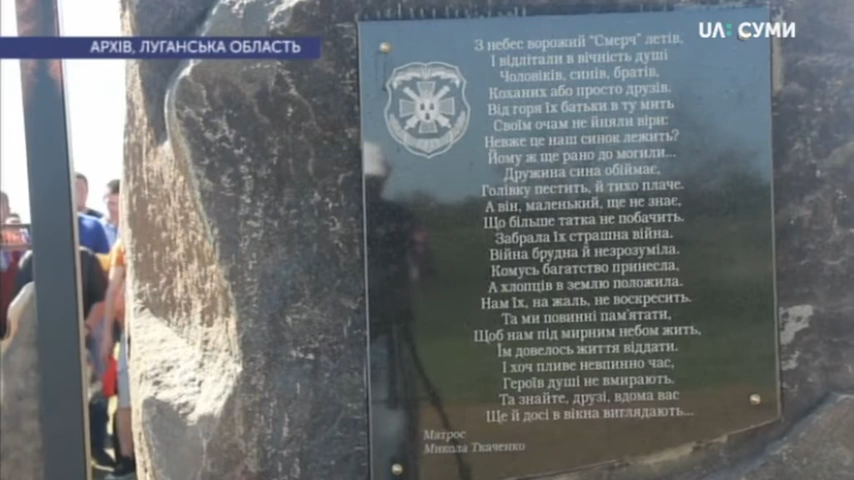 UA: СУМИ
АРХІВ, ЛУГАНСЬКА ОБЛАСТЬ
З небес ворожий "Смерч" летів,
І відлітали в вічність душі
Чоловіків, синів, братів,
Коханих або просто друзів.
Від горя їх батьки в ту мить
Своїм очам не йняли віри:
Невже це наш синок лежить?
Йому ж ще рано до могили...
Дружина сина обіймає,
Голівку пестить, й тихо плаче.
А він, маленький, ще не знає,
Що більше татка не побачить.
Забрала їх страшна війна.
Війна брудна й незрозуміла.
Комусь багатство принесла,
А хлопців в землю положила.
Нам їх, на жаль, не воскресить.
Та ми повинні пам'ятати,
Щоб нам під мирним небом жить,
Їм довелось життя віддати.
І хоч пливе невпинно час,
Героїв душі не вмирають.
Та знайте, друзі, вдома вас
Ще й досі в вікна виглядають...
Матрос
Микола Ткаченко